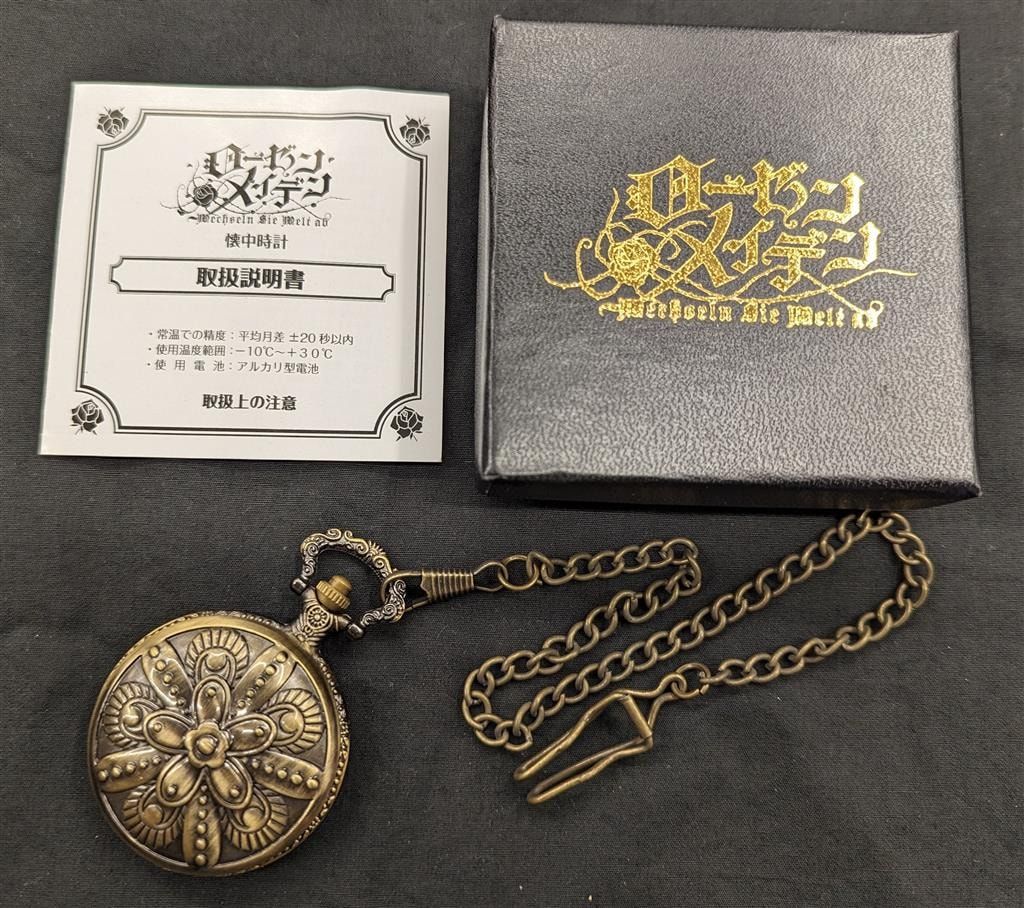 ローゼン
メイデン
~Wechseln Sie Welt ab
懐中時計
取扱説明書
・常温での精度：平均月差 ±20 秒以内
・使用温度範囲：－10℃～＋30℃
・使 用 電 池：アルカリ型電池
取扱上の注意
ローゼン
メイデン
~Wechseln Sie Welt ab